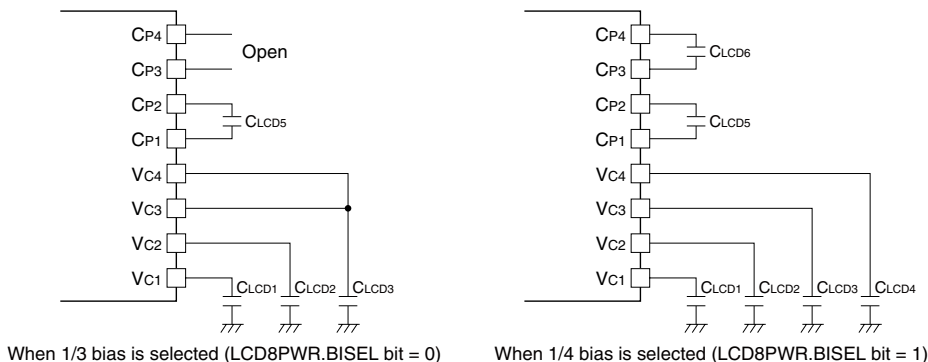 CP4
Open
CP3
CP2
CLCD5
CP1
VC4
VC3
VC2
VC1
CLCD1 CLCD2 CLCD3
When 1/3 bias is selected (LCD8PWR.BISEL bit = 0)
CP4
CLCD6
CP3
CP2
CLCD5
CP1
VC4
VC3
VC2
VC1
CLCD1 CLCD2 CLCD3 CLCD4
When 1/4 bias is selected (LCD8PWR.BISEL bit = 1)